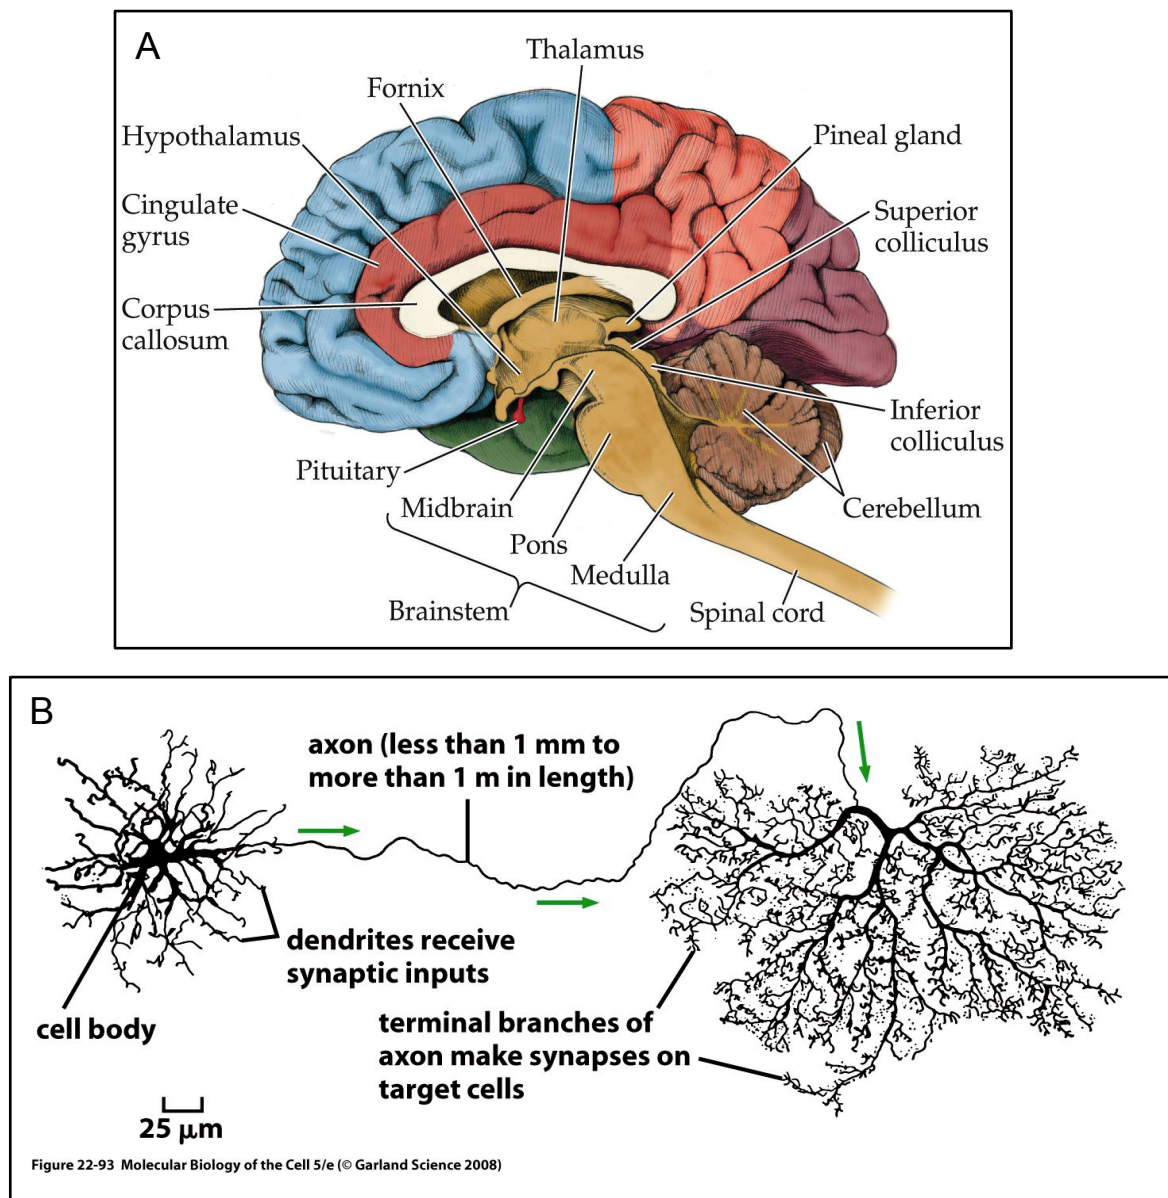 A
Thalamus
Fornix
Hypothalamus
Pineal gland
Cingulate
gyrus
Superior
colliculus
Corpus
callosum
Inferior
colliculus
Pituitary
Midbrain
Cerebellum
Pons
Medulla
Brainstem
Spinal cord
B
axon (less than 1 mm to
more than 1 m in length)
dendrites receive
synaptic inputs
cell body
terminal branches of
axon make synapses on
target cells
25 μm
Figure 22-93 Molecular Biology of the Cell 5/e (© Garland Science 2008)